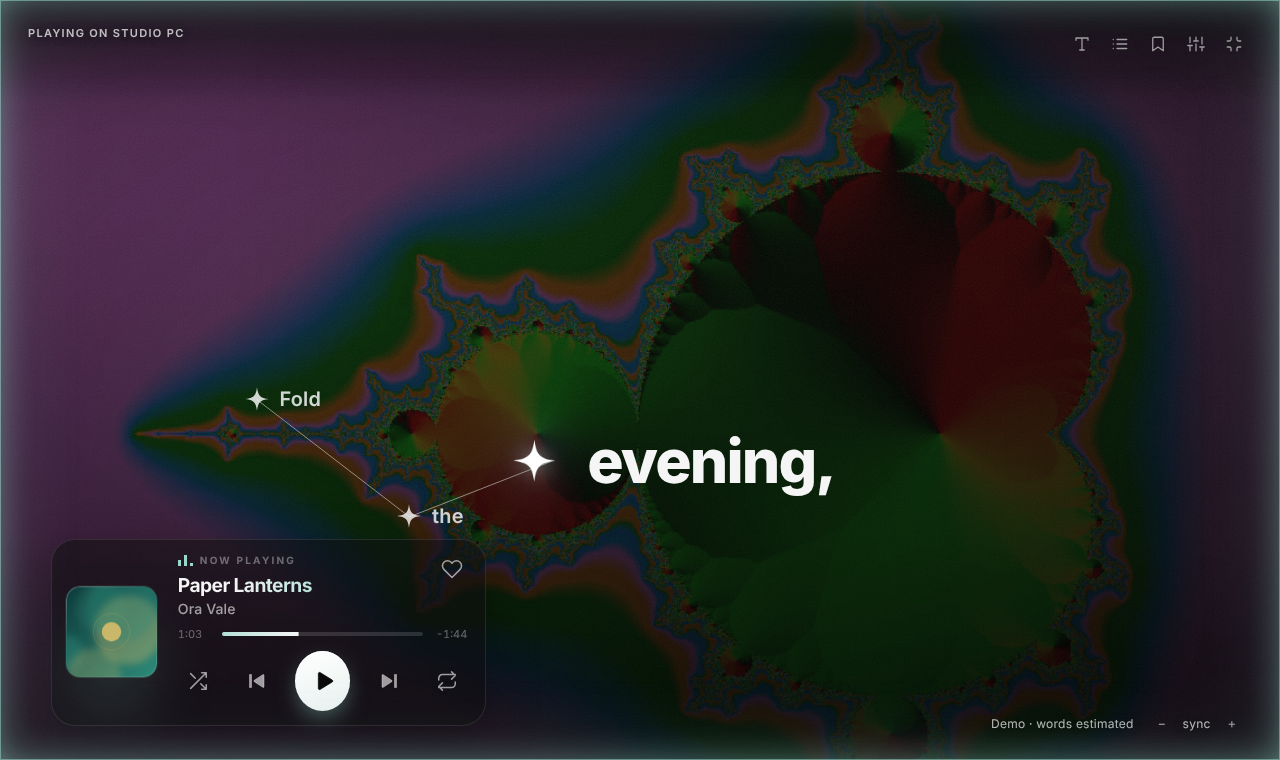 PLAYING ON STUDIO PC
Fold
evening,
the
NOW PLAYING
Paper Lanterns
Ora Vale
1:03
-1:44
Demo · words estimated − sync +